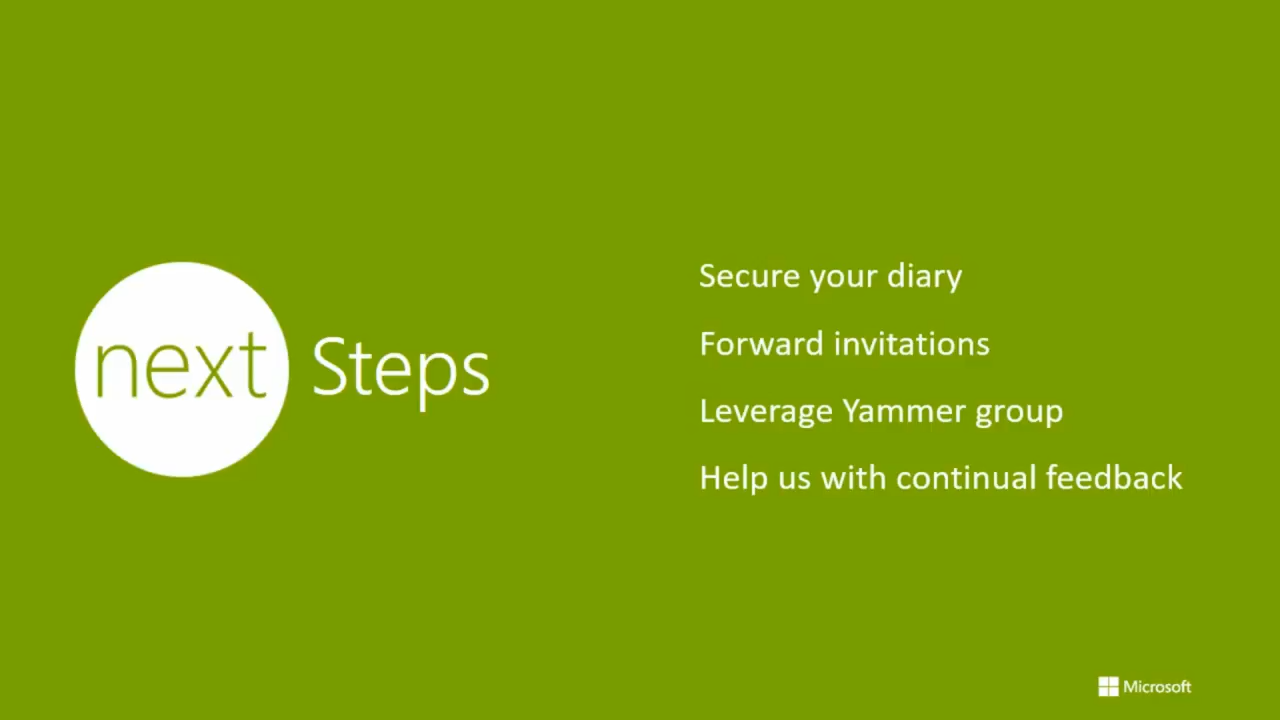 next Steps
Secure your diary
Forward invitations
Leverage Yammer group
Help us with continual feedback
Microsoft